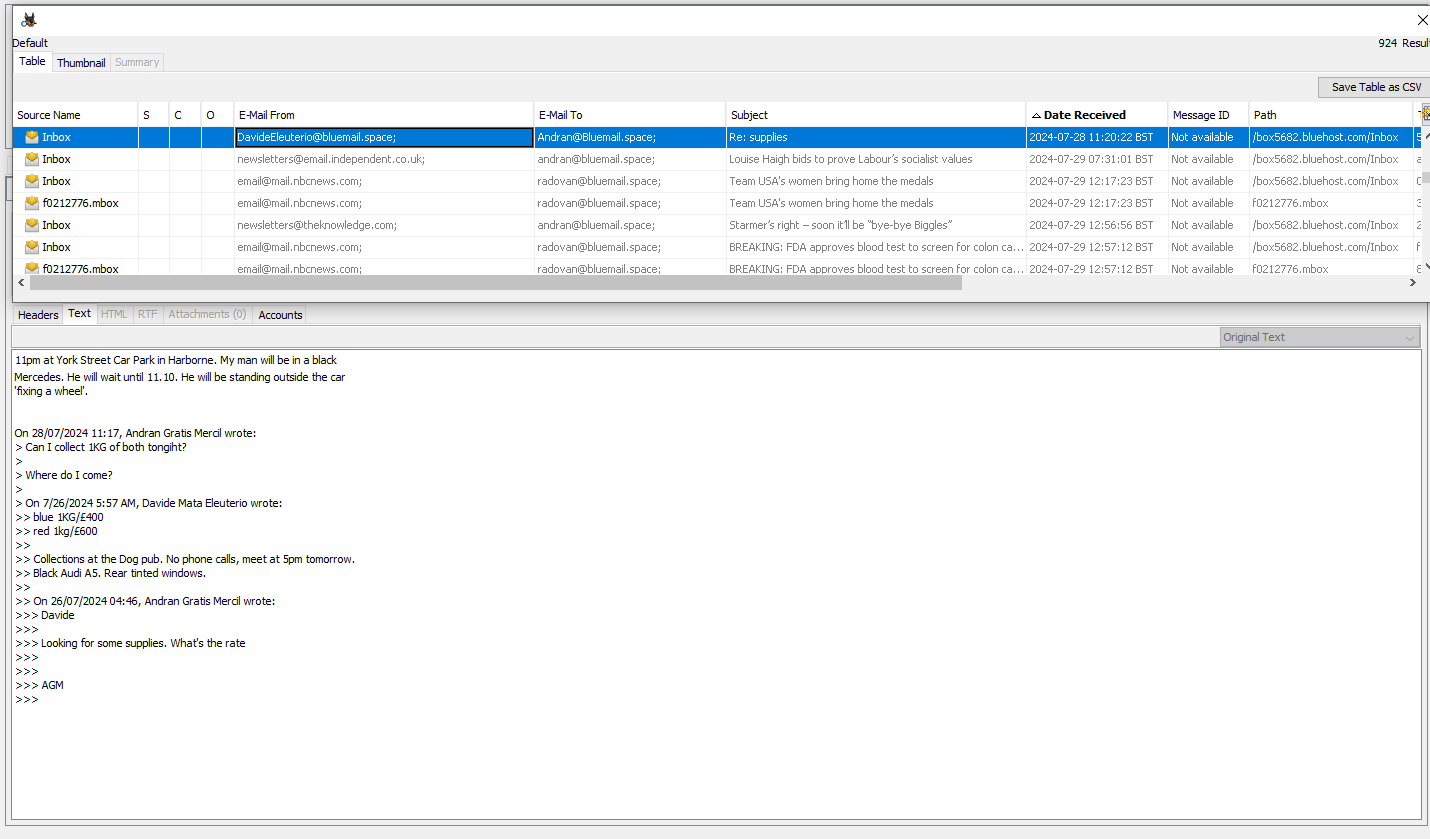 Default
924 Resul
Table Thumbnail Summary
Save Table as CSV
Source Name S C O E-Mail From E-Mail To Subject Date Received Message ID Path
Inbox DavideEleuterio@bluemail.space; Andran@Bluemail.space; Re: supplies 2024-07-28 11:20:22 BST Not available /box5682.bluehost.com/Inbox 5
Inbox newsletters@email.independent.co.uk; andran@bluemail.space; Louise Haigh bids to prove Labour’s socialist values 2024-07-29 07:31:01 BST Not available /box5682.bluehost.com/Inbox a
Inbox email@mail.nbcnews.com; radovan@bluemail.space; Team USA's women bring home the medals 2024-07-29 12:17:23 BST Not available /box5682.bluehost.com/Inbox 0
f0212776.mbox email@mail.nbcnews.com; radovan@bluemail.space; Team USA's women bring home the medals 2024-07-29 12:17:23 BST Not available f0212776.mbox 3
Inbox newsletters@theknowledge.com; andran@bluemail.space; Starmer’s right – soon it’ll be “bye-bye Biggles” 2024-07-29 12:56:56 BST Not available /box5682.bluehost.com/Inbox 2
Inbox email@mail.nbcnews.com; radovan@bluemail.space; BREAKING: FDA approves blood test to screen for colon ca... 2024-07-29 12:57:12 BST Not available /box5682.bluehost.com/Inbox f
f0212776.mbox email@mail.nbcnews.com; radovan@bluemail.space; BREAKING: FDA approves blood test to screen for colon ca... 2024-07-29 12:57:12 BST Not available f0212776.mbox 8
Headers Text HTML RTF Attachments (0) Accounts
Original Text
11pm at York Street Car Park in Harborne. My man will be in a black
Mercedes. He will wait until 11.10. He will be standing outside the car
'fixing a wheel'.
On 28/07/2024 11:17, Andran Gratis Mercil wrote:
> Can I collect 1KG of both tongiht?
>
> Where do I come?
>
> On 7/26/2024 5:57 AM, Davide Mata Eleuterio wrote:
>> blue 1KG/£400
>> red 1kg/£600
>>
>> Collections at the Dog pub. No phone calls, meet at 5pm tomorrow.
>> Black Audi A5. Rear tinted windows.
>>
>> On 26/07/2024 04:46, Andran Gratis Mercil wrote:
>>> Davide
>>>
>>> Looking for some supplies. What's the rate
>>>
>>>
>>> AGM
>>>